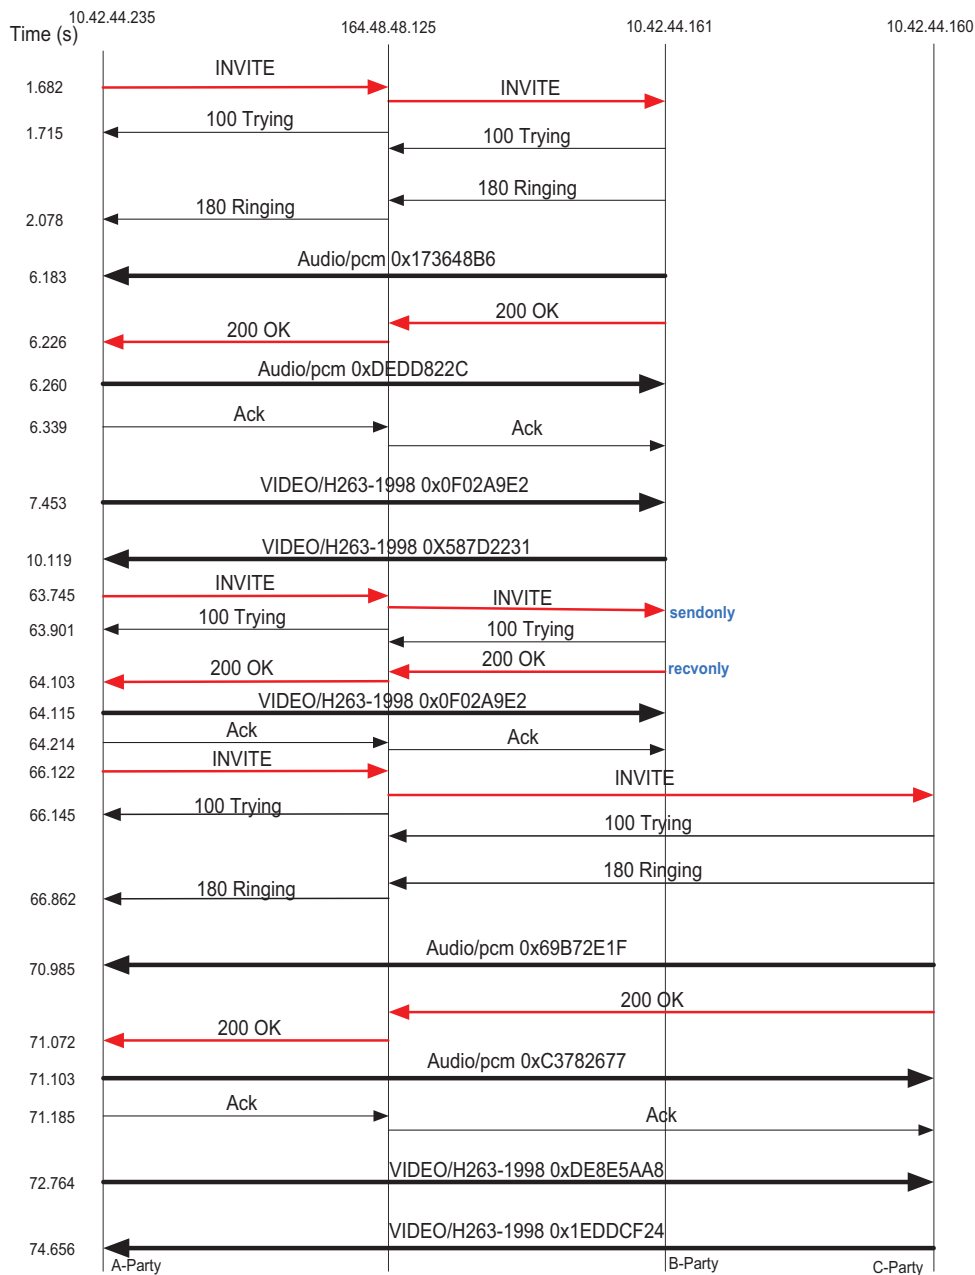 10.42.44.235
164.48.48.125
10.42.44.161
10.42.44.160
Time (s)
INVITE
1.682
INVITE
100 Trying
1.715
100 Trying
180 Ringing
180 Ringing
2.078
Audio/pcm 0x173648B6
6.183
200 OK
200 OK
6.226
Audio/pcm 0xDEDD822C
6.260
Ack
6.339
Ack
VIDEO/H263-1998 0x0F02A9E2
7.453
VIDEO/H263-1998 0X587D2231
10.119
INVITE
63.745
INVITE
sendonly
100 Trying
63.901
100 Trying
200 OK
recvonly
200 OK
64.103
VIDEO/H263-1998 0x0F02A9E2
64.115
Ack
64.214
Ack
INVITE
66.122
INVITE
100 Trying
66.145
100 Trying
180 Ringing
180 Ringing
66.862
Audio/pcm 0x69B72E1F
70.985
200 OK
200 OK
71.072
Audio/pcm 0xC3782677
71.103
Ack
71.185
Ack
VIDEO/H263-1998 0xDE8E5AA8
72.764
VIDEO/H263-1998 0x1EDDCF24
74.656
A-Party
B-Party
C-Party